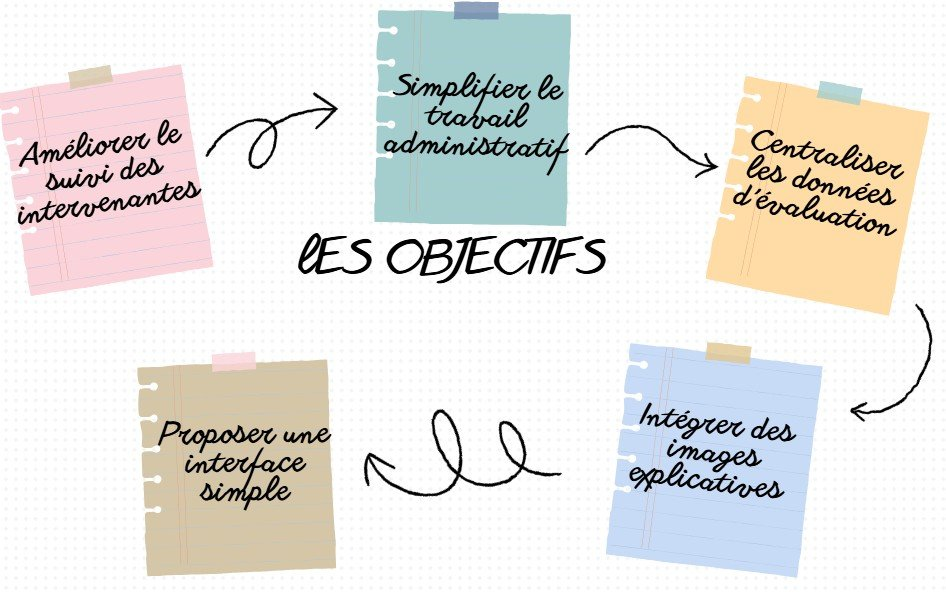 Améliorer le
suivi des
intervenantes
Simplifier le
travail
administratif
Centraliser
les données
d'évaluation
LES OBJECTIFS
Intégrer des
images
explicatives
Proposer une
interface
simple